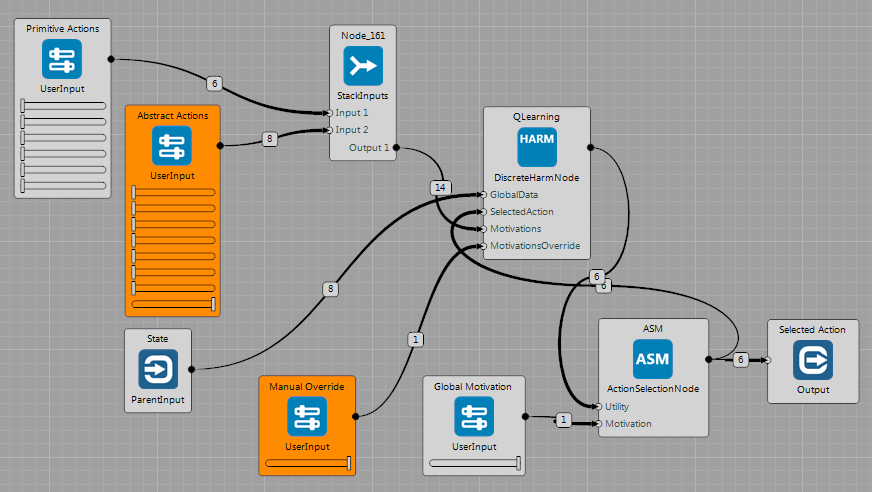 Primitive Actions
UserInput
6
Abstract Actions
UserInput
8
Node_161
StackInputs
Input 1
Input 2
Output 1
14
QLearning
HARM
DiscreteHarmNode
GlobalData
SelectedAction
Motivations
MotivationsOverride
State
ParentInput
8
1
6
6
Manual Override
UserInput
Global Motivation
UserInput
1
ASM
ASM
ActionSelectionNode
Utility
Motivation
6
Selected Action
Output